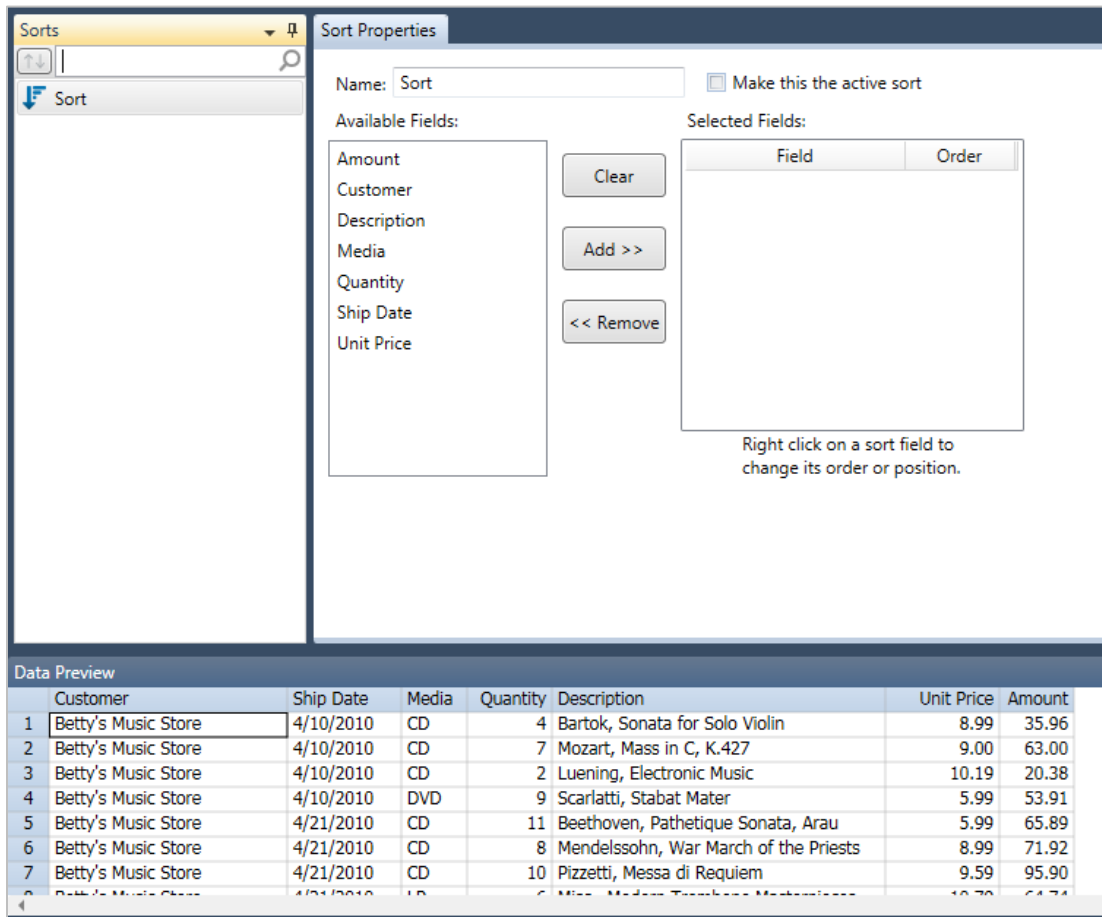 Sorts
Sort Properties
Sort
Name: Sort
Make this the active sort
Available Fields:
Selected Fields:
Amount
Customer
Description
Media
Quantity
Ship Date
Unit Price
Clear
Add >>
<< Remove
Field Order
Right click on a sort field to
change its order or position.
Data Preview
Customer Ship Date Media Quantity Description Unit Price Amount
1 Betty's Music Store 4/10/2010 CD 4 Bartok, Sonata for Solo Violin 8.99 35.96
2 Betty's Music Store 4/10/2010 CD 7 Mozart, Mass in C, K.427 9.00 63.00
3 Betty's Music Store 4/10/2010 CD 2 Luening, Electronic Music 10.19 20.38
4 Betty's Music Store 4/10/2010 DVD 9 Scarlatti, Stabat Mater 5.99 53.91
5 Betty's Music Store 4/21/2010 CD 11 Beethoven, Pathetique Sonata, Arau 5.99 65.89
6 Betty's Music Store 4/21/2010 CD 8 Mendelssohn, War March of the Priests 8.99 71.92
7 Betty's Music Store 4/21/2010 CD 10 Pizzetti, Messa di Requiem 9.59 95.90